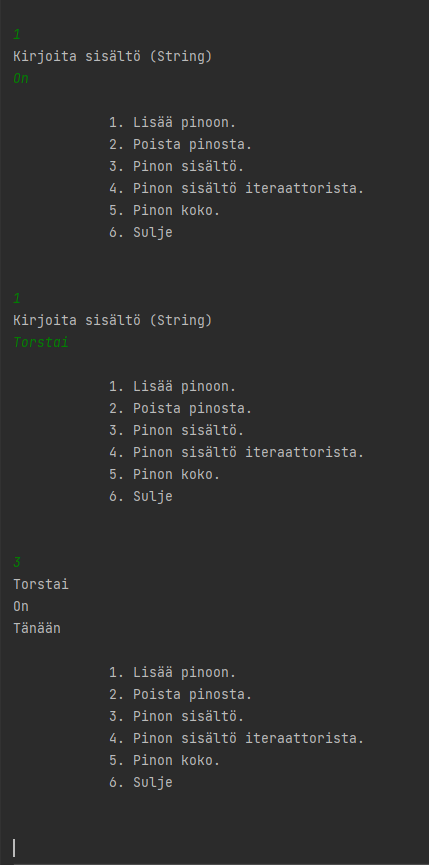 1
Kirjoita sisältö (String)
On
1. Lisää pinoon.
2. Poista pinosta.
3. Pinon sisältö.
4. Pinon sisältö iteraattorista.
5. Pinon koko.
6. Sulje
1
Kirjoita sisältö (String)
Torstai
1. Lisää pinoon.
2. Poista pinosta.
3. Pinon sisältö.
4. Pinon sisältö iteraattorista.
5. Pinon koko.
6. Sulje
3
Torstai
On
Tänään
1. Lisää pinoon.
2. Poista pinosta.
3. Pinon sisältö.
4. Pinon sisältö iteraattorista.
5. Pinon koko.
6. Sulje